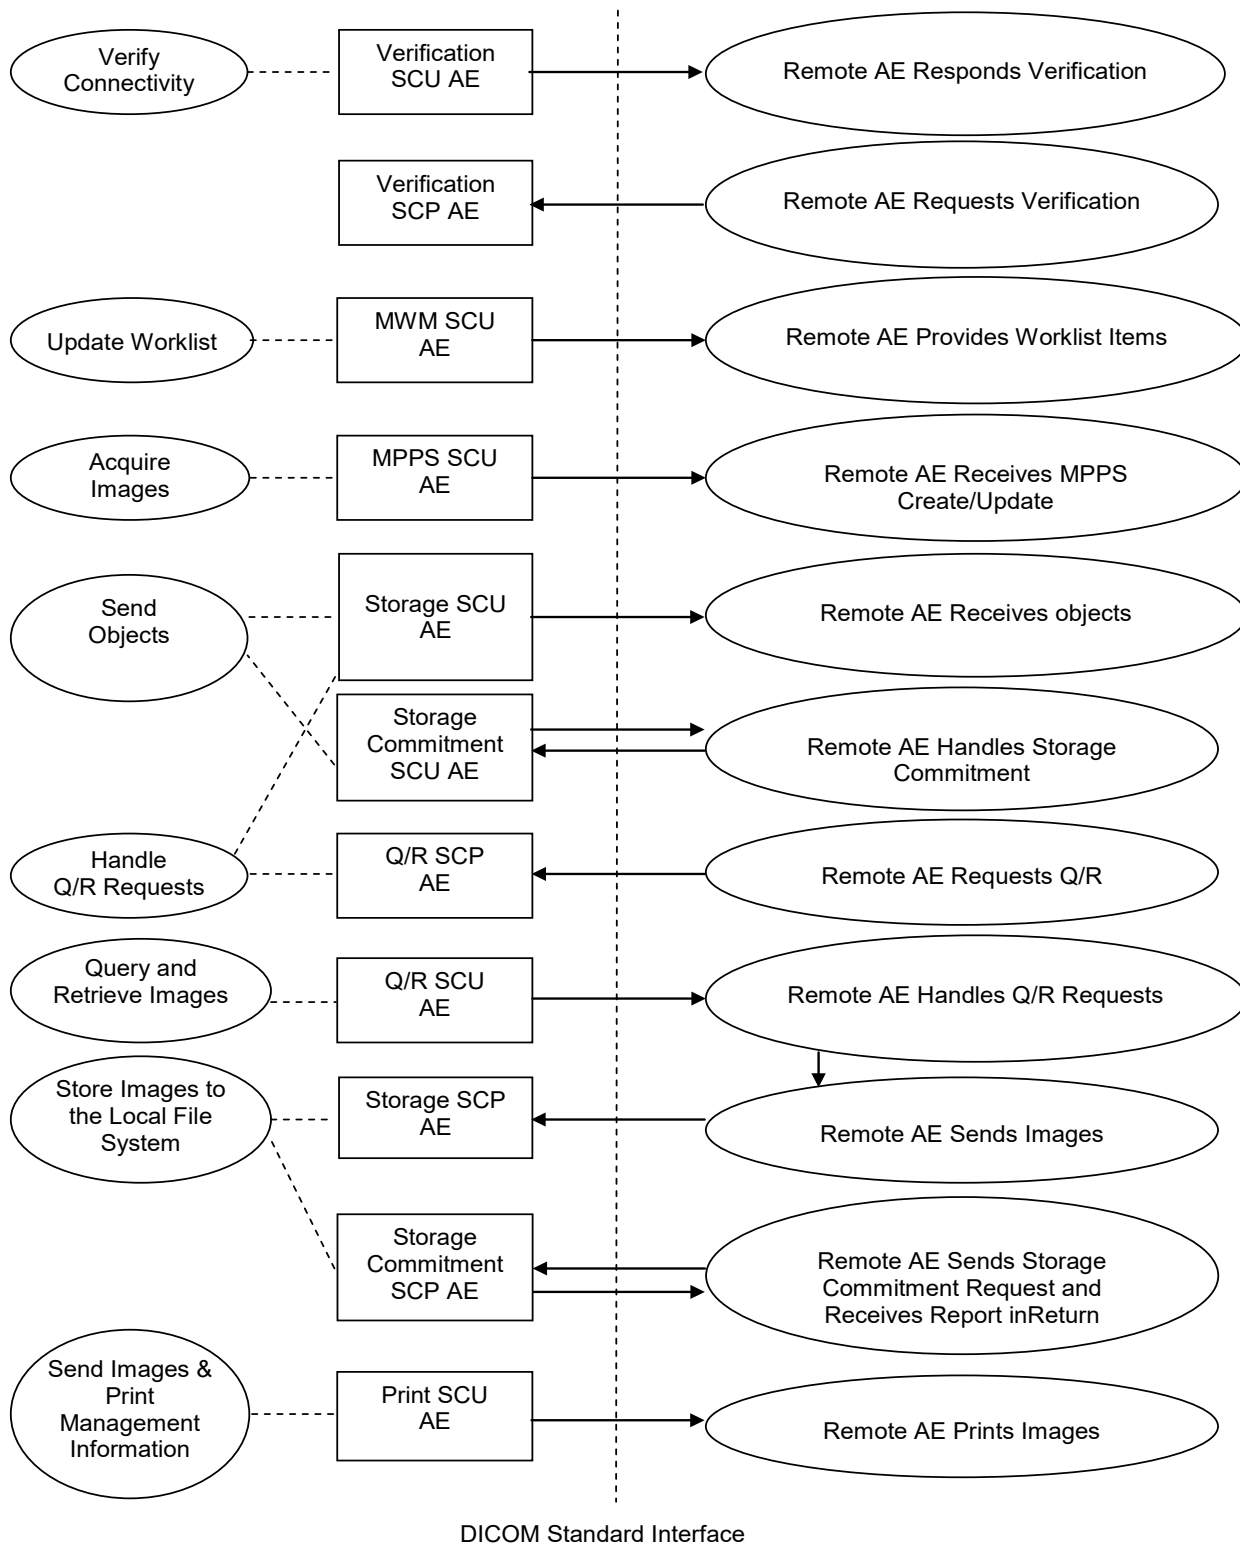 Verify
Connectivity
Verification
SCU AE
Remote AE Responds Verification
Verification
SCP AE
Remote AE Requests Verification
Update Worklist
MWM SCU
AE
Remote AE Provides Worklist Items
Acquire
Images
MPPS SCU
AE
Remote AE Receives MPPS
Create/Update
Send
Objects
Storage SCU
AE
Remote AE Receives objects
Storage
Commitment
SCU AE
Remote AE Handles Storage
Commitment
Handle
Q/R Requests
Q/R SCP
AE
Remote AE Requests Q/R
Query and
Retrieve Images
Q/R SCU
AE
Remote AE Handles Q/R Requests
Store Images to
the Local File
System
Storage SCP
AE
Remote AE Sends Images
Storage
Commitment
SCP AE
Remote AE Sends Storage
Commitment Request and
Receives Report inReturn
Send Images &
Print
Management
Information
Print SCU
AE
Remote AE Prints Images
DICOM Standard Interface